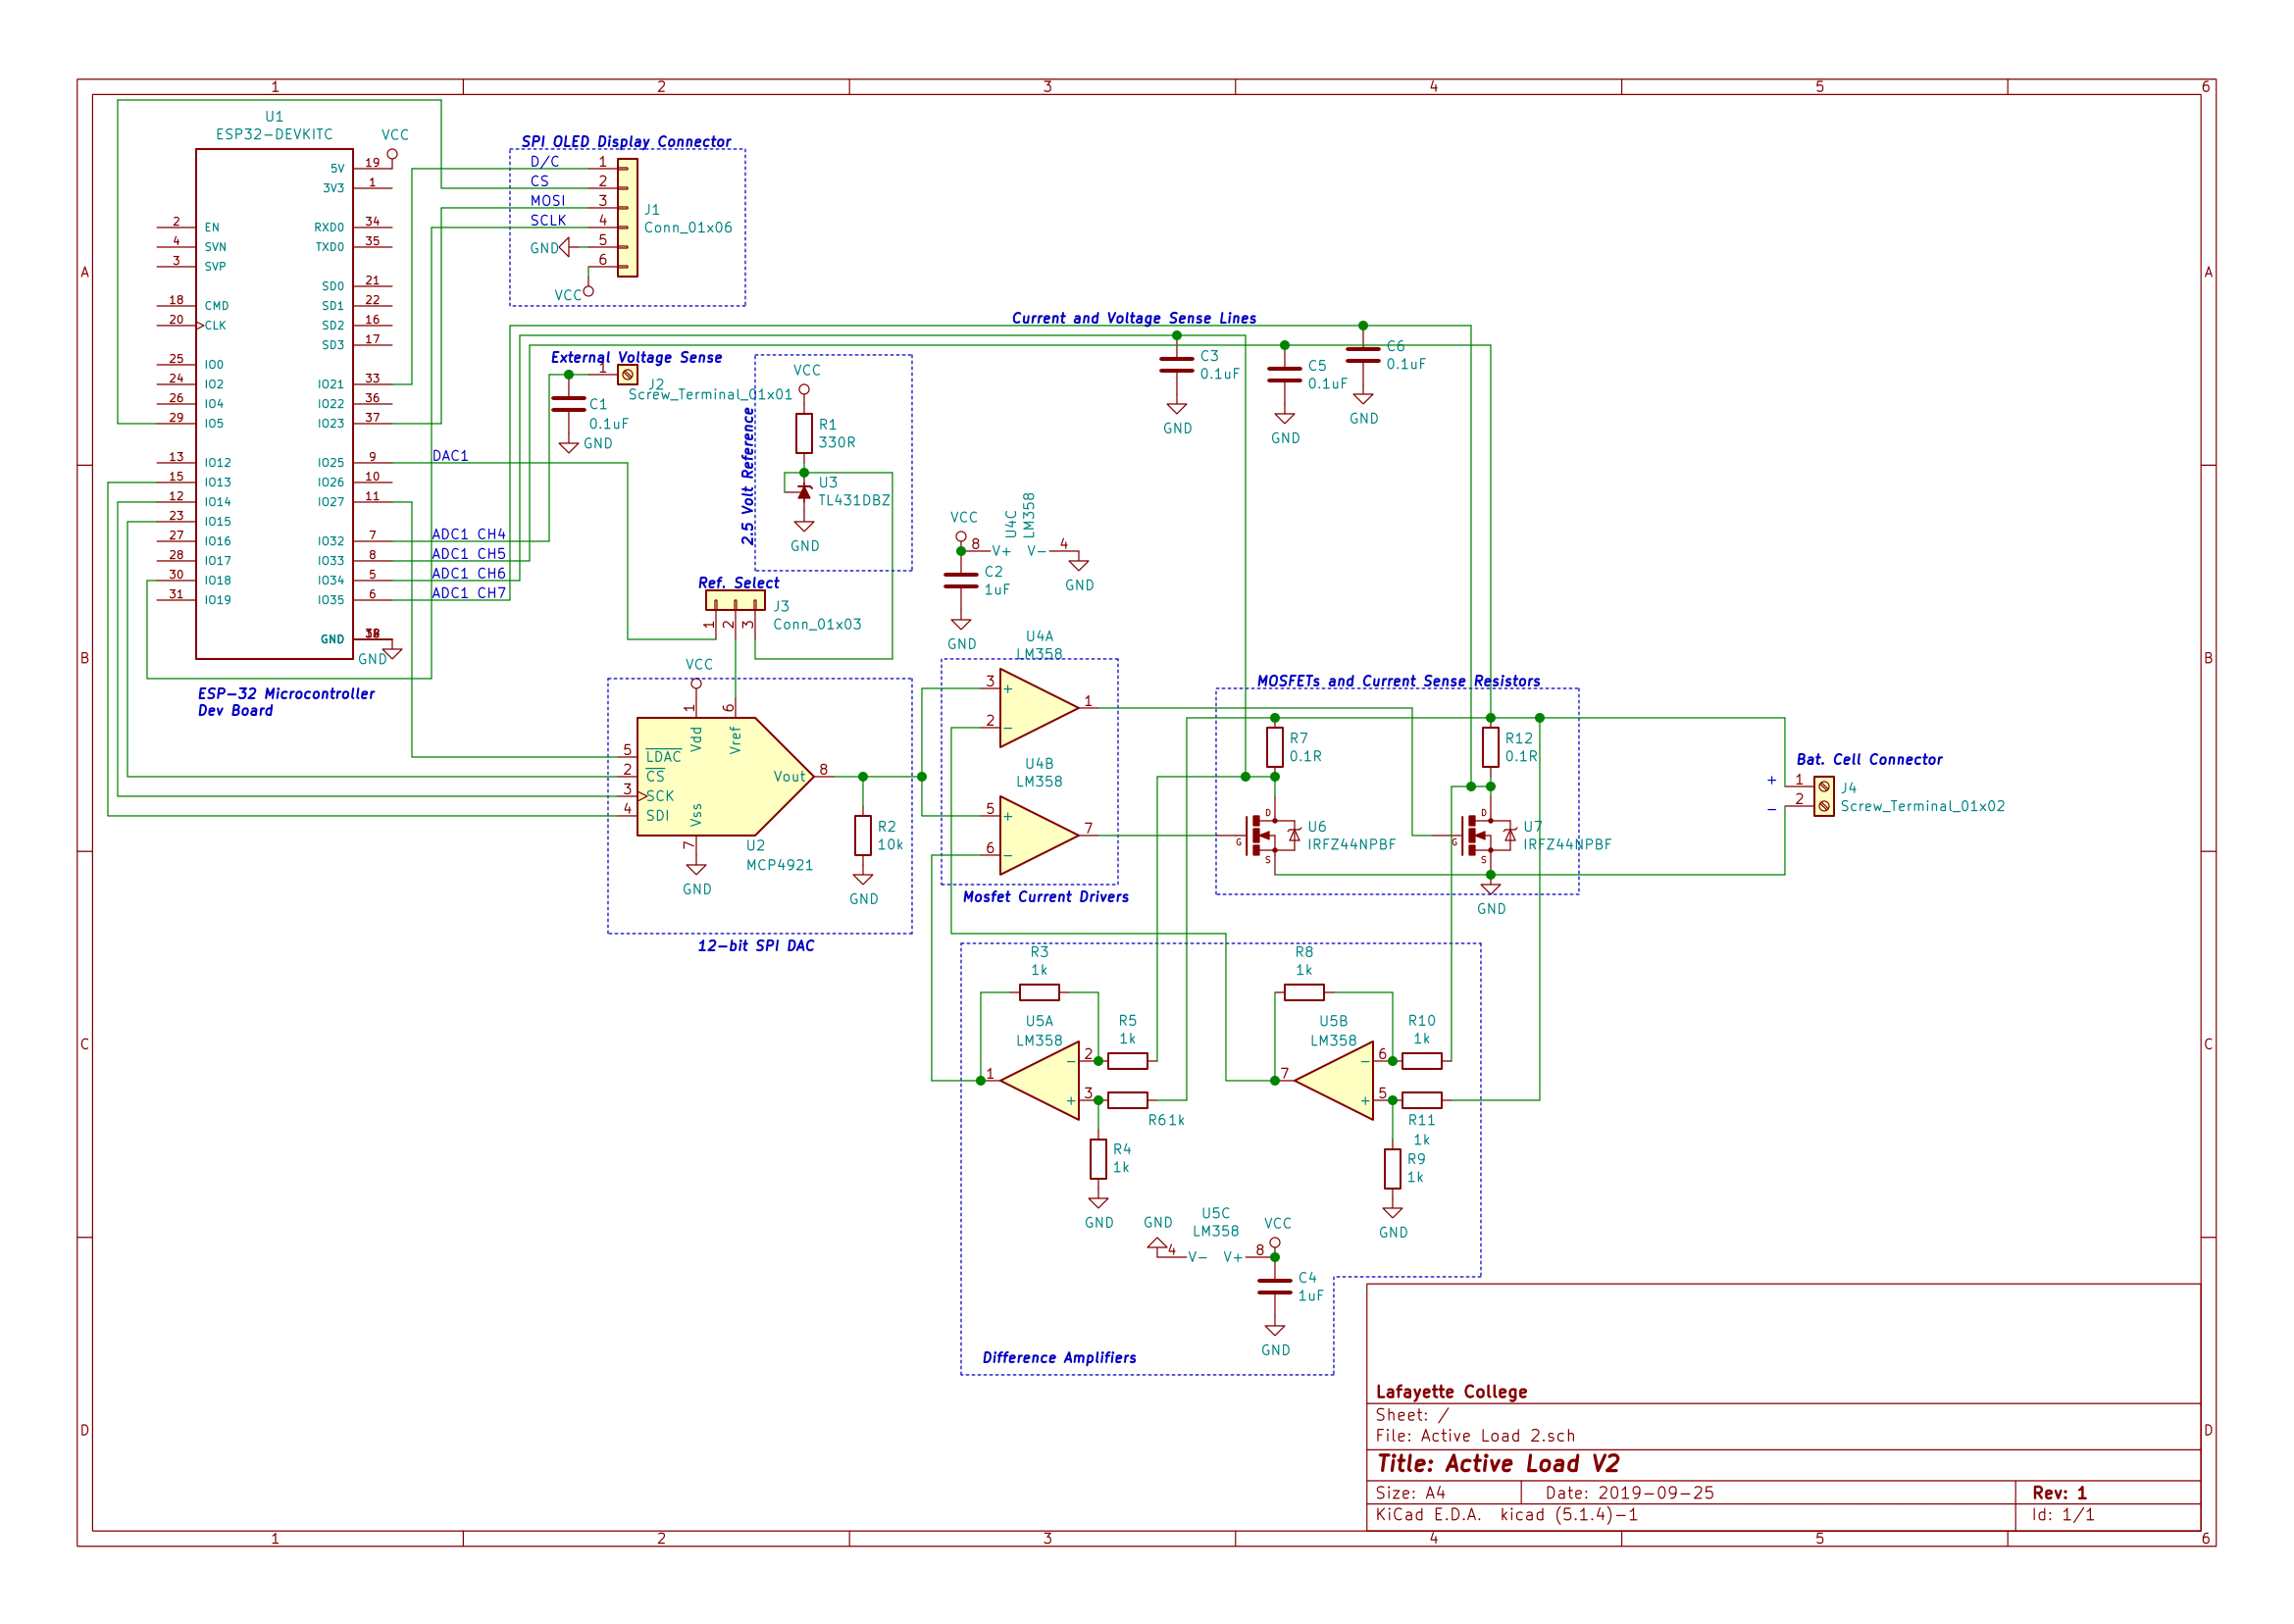 1 2 3 4 5 6
U1
ESP32-DEVKITC
VCC
5V 19
3V3 1
2 EN RXD0 34
4 SVN TXD0 35
3 SVP
SD0 21
18 CMD SD1 22
20 CLK SD2 16
SD3 17
25 IO0
24 IO2 IO21 33
26 IO4 IO22 36
29 IO5 IO23 37
13 IO12 IO25 9
15 IO13 IO26 10
12 IO14 IO27 11
23 IO15
27 IO16 IO32 7
28 IO17 IO33 8
30 IO18 IO34 5
31 IO19 IO35 6
GND
GND
ESP-32 Microcontroller
Dev Board
DAC1
ADC1 CH4
ADC1 CH5
ADC1 CH6
ADC1 CH7
SPI OLED Display Connector
D/C 1
CS 2
MOSI 3
SCLK 4
GND 5
6
VCC
J1
Conn_01x06
External Voltage Sense
1
J2
Screw_Terminal_01x01
C1
0.1uF
GND
2.5 Volt Reference
VCC
R1
330R
U3
TL431DBZ
GND
Current and Voltage Sense Lines
C3
0.1uF
GND
C5
0.1uF
GND
C6
0.1uF
GND
Ref. Select
J3
Conn_01x03
1 2 3
VCC
8 V+ V- 4
U4C
LM358
GND
C2
1uF
GND
VCC
1 6
Vdd Vref
5 LDAC
2 CS
3 SCK
4 SDI
Vout 8
Vss
7
GND
U2
MCP4921
R2
10k
GND
12-bit SPI DAC
U4A
LM358
3 +
2 -
1
U4B
LM358
5 +
6 -
7
Mosfet Current Drivers
MOSFETs and Current Sense Resistors
R7
0.1R
R12
0.1R
D
G
S
U6
IRFZ44NPBF
D
G
S
U7
IRFZ44NPBF
GND
Bat. Cell Connector
+ 1
- 2
J4
Screw_Terminal_01x02
R3
1k
U5A
LM358
1
2 -
3 +
R5
1k
R61k
R4
1k
GND
R8
1k
U5B
LM358
7
6 -
5 +
R10
1k
R11
1k
R9
1k
GND
GND
U5C
LM358
VCC
4 V- V+ 8
C4
1uF
GND
Difference Amplifiers
A A
B B
C C
D D
Lafayette College
Sheet: /
File: Active Load 2.sch
Title: Active Load V2
Size: A4 Date: 2019-09-25 Rev: 1
KiCad E.D.A. kicad (5.1.4)-1 Id: 1/1
1 2 3 4 5 6